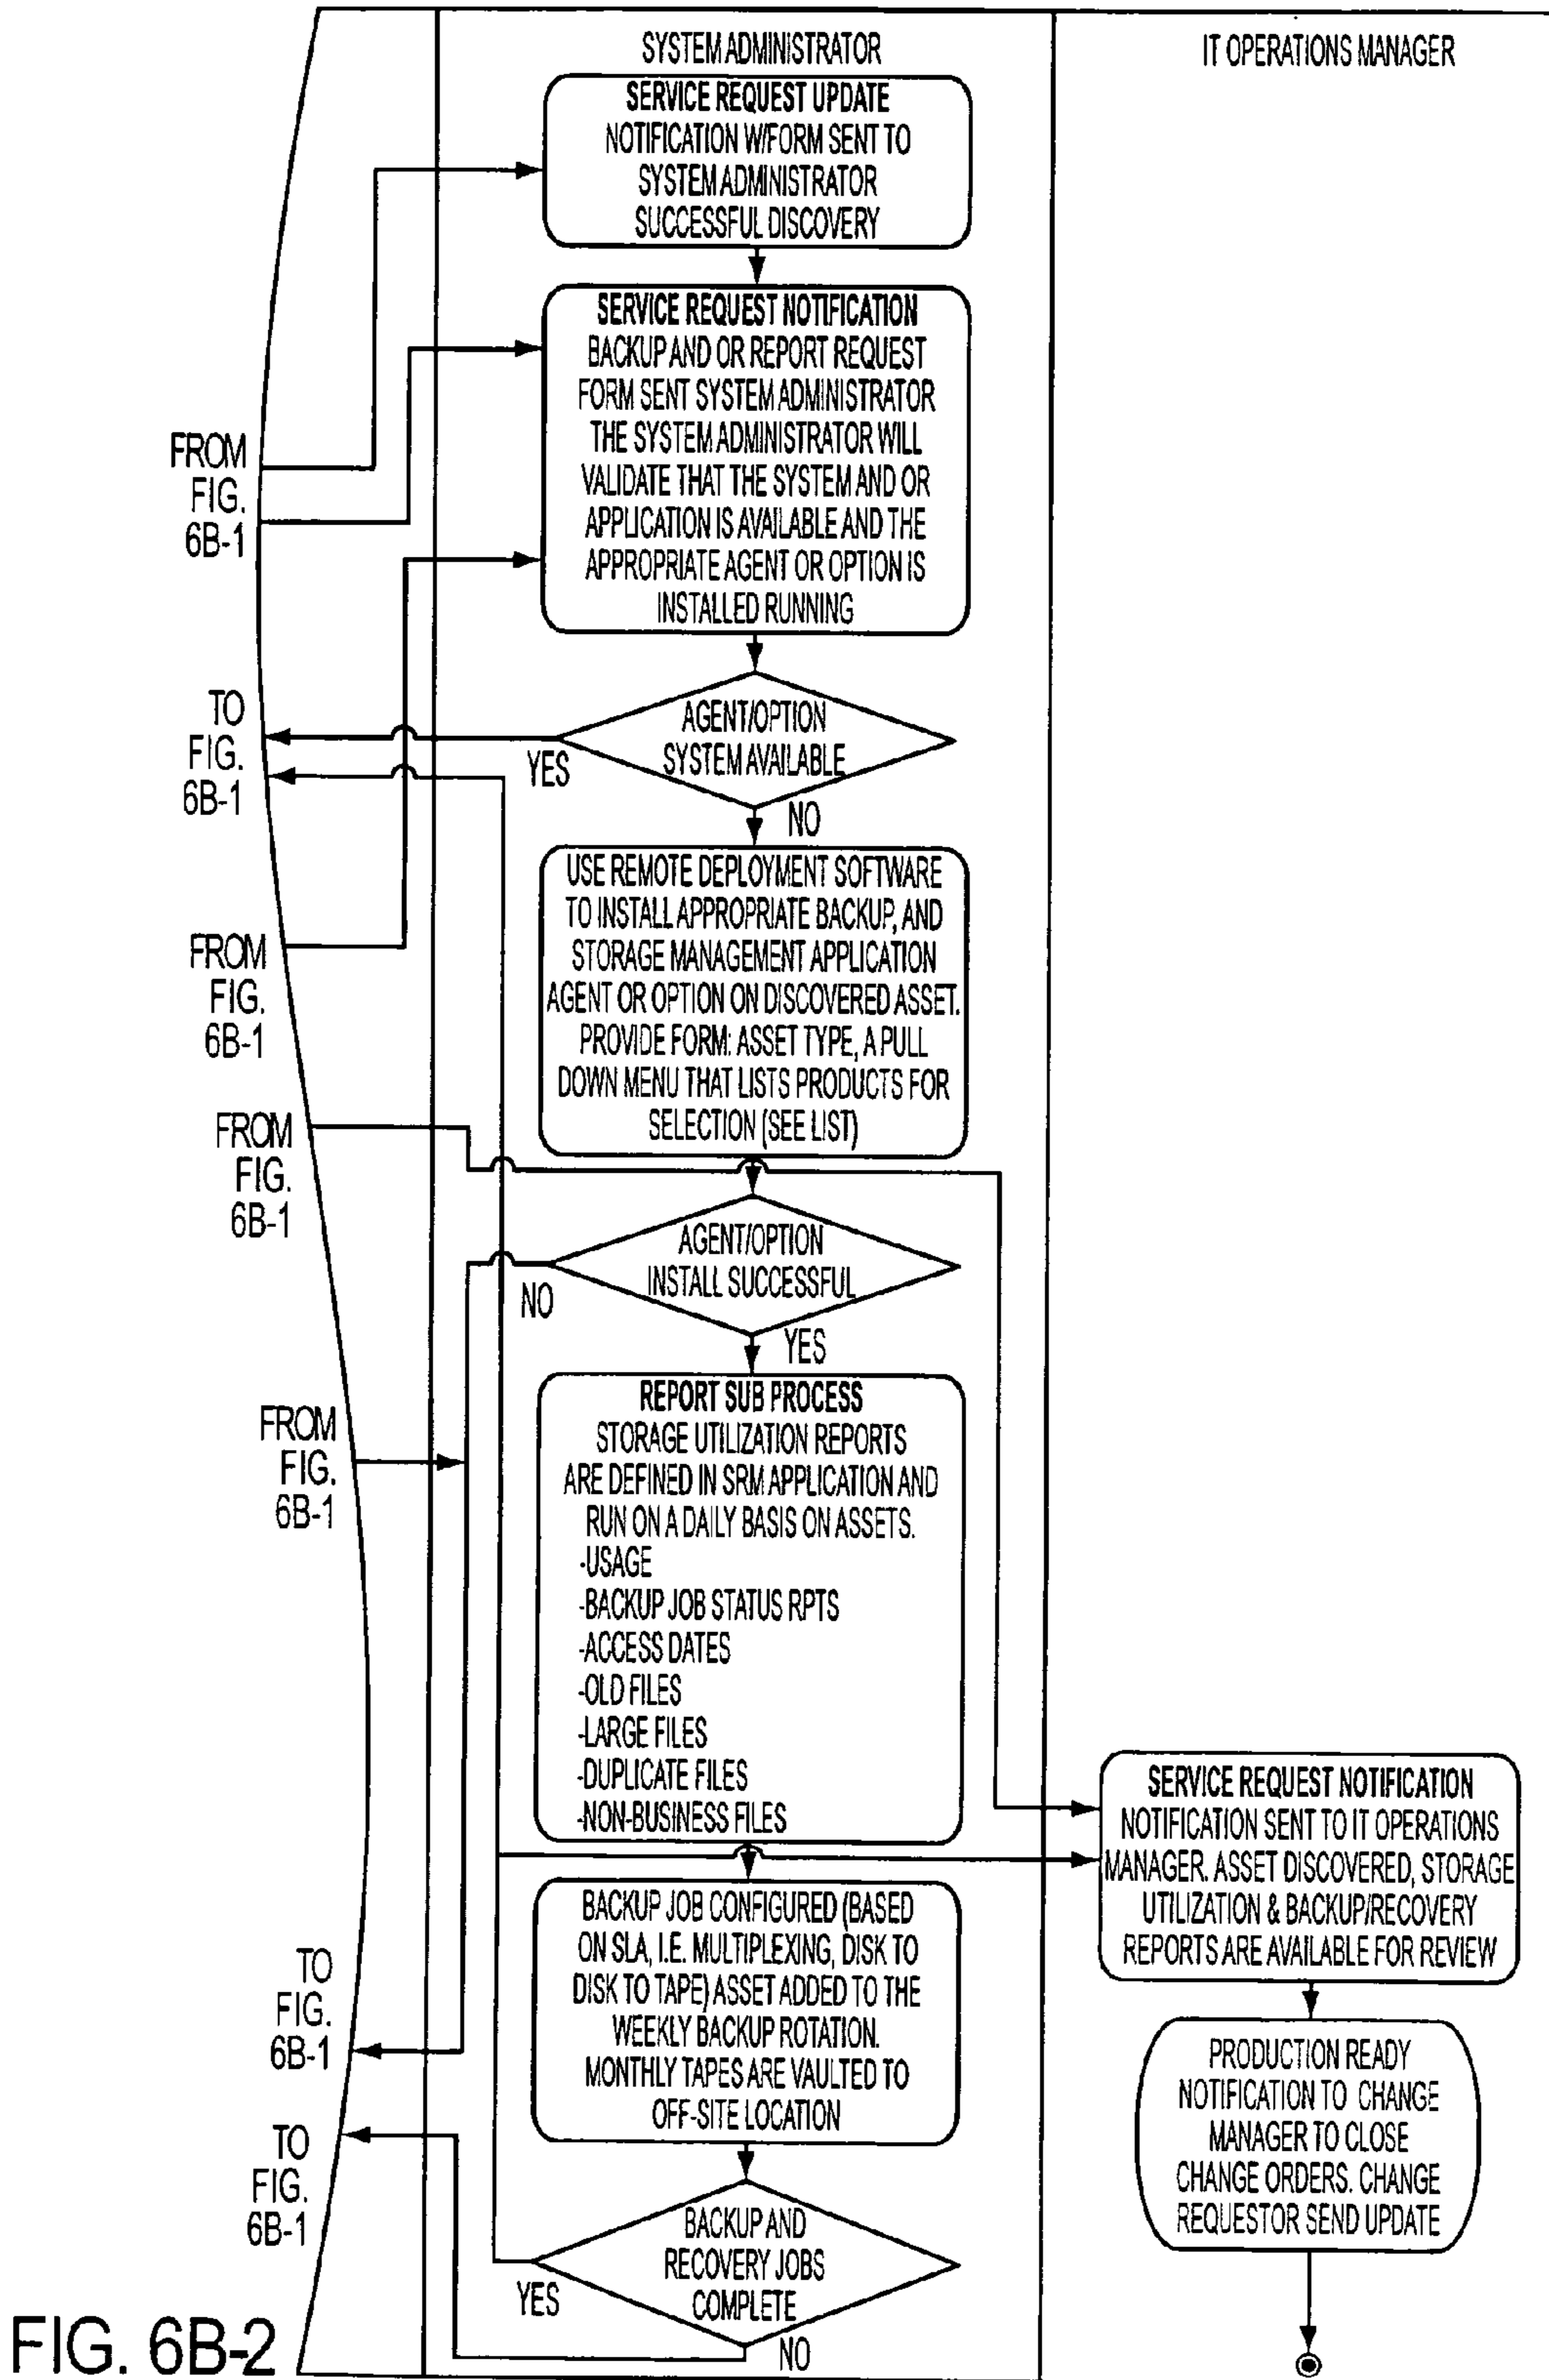 SYSTEM ADMINISTRATOR
IT OPERATIONS MANAGER
SERVICE REQUEST UPDATE
NOTIFICATION W/FORM SENT TO
SYSTEM ADMINISTRATOR
SUCCESSFUL DISCOVERY
SERVICE REQUEST NOTIFICATION
BACKUP AND OR REPORT REQUEST
FORM SENT SYSTEM ADMINISTRATOR
THE SYSTEM ADMINISTRATOR WILL
VALIDATE THAT THE SYSTEM AND OR
APPLICATION IS AVAILABLE AND THE
APPROPRIATE AGENT OR OPTION IS
INSTALLED RUNNING
FROM
FIG.
6B-1
AGENT/OPTION
SYSTEM AVAILABLE
YES
NO
TO
FIG.
6B-1
USE REMOTE DEPLOYMENT SOFTWARE
TO INSTALL APPROPRIATE BACKUP, AND
STORAGE MANAGEMENT APPLICATION
AGENT OR OPTION ON DISCOVERED ASSET.
PROVIDE FORM: ASSET TYPE, A PULL
DOWN MENU THAT LISTS PRODUCTS FOR
SELECTION (SEE LIST)
FROM
FIG.
6B-1
FROM
FIG.
6B-1
AGENT/OPTION
INSTALL SUCCESSFUL
NO
YES
REPORT SUB PROCESS
STORAGE UTILIZATION REPORTS
ARE DEFINED IN SRM APPLICATION AND
RUN ON A DAILY BASIS ON ASSETS.
-USAGE
-BACKUP JOB STATUS RPTS
-ACCESS DATES
-OLD FILES
-LARGE FILES
-DUPLICATE FILES
-NON-BUSINESS FILES
FROM
FIG.
6B-1
SERVICE REQUEST NOTIFICATION
NOTIFICATION SENT TO IT OPERATIONS
MANAGER. ASSET DISCOVERED, STORAGE
UTILIZATION & BACKUP/RECOVERY
REPORTS ARE AVAILABLE FOR REVIEW
BACKUP JOB CONFIGURED (BASED
ON SLA, I.E. MULTIPLEXING, DISK TO
DISK TO TAPE) ASSET ADDED TO THE
WEEKLY BACKUP ROTATION.
MONTHLY TAPES ARE VAULTED TO
OFF-SITE LOCATION
TO
FIG.
6B-1
PRODUCTION READY
NOTIFICATION TO CHANGE
MANAGER TO CLOSE
CHANGE ORDERS. CHANGE
REQUESTOR SEND UPDATE
TO
FIG.
6B-1
BACKUP AND
RECOVERY JOBS
COMPLETE
YES
NO
FIG. 6B-2